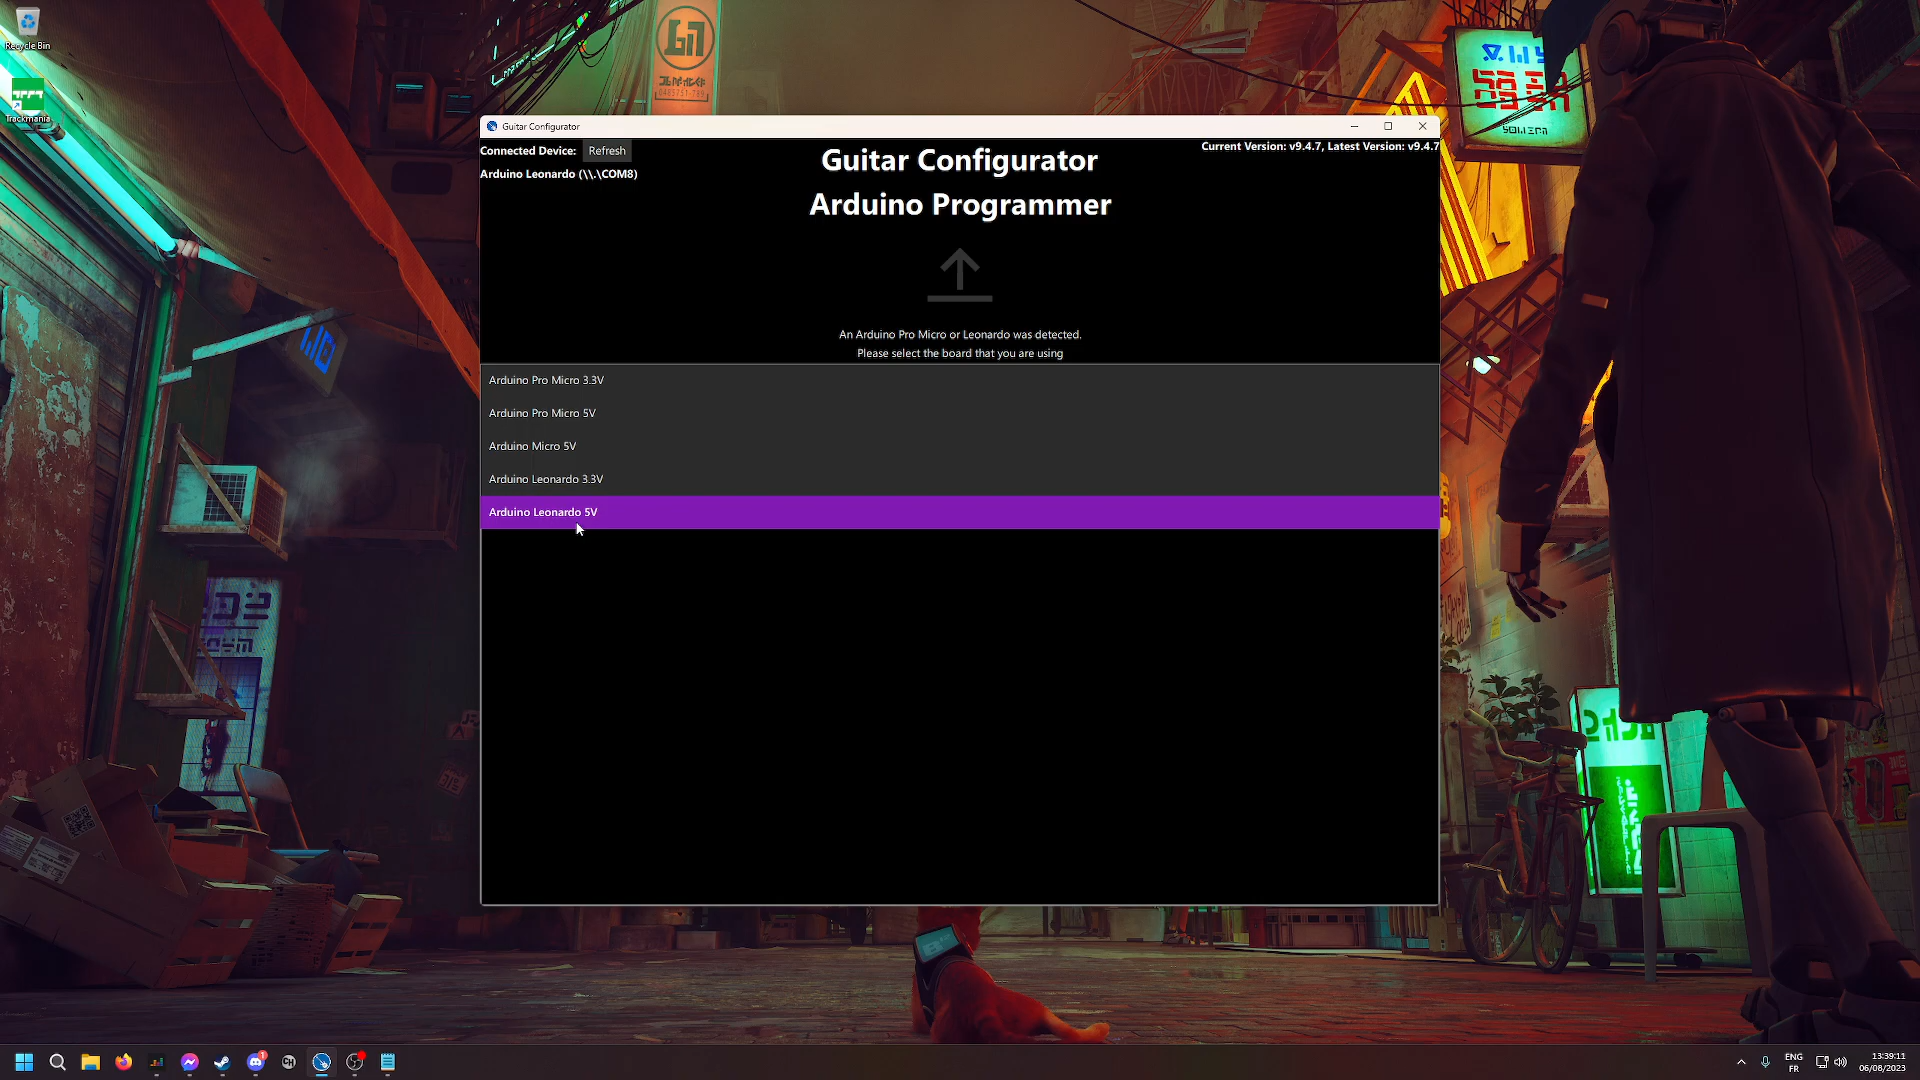 Recycle Bin
Trackmania
Guitar Configurator
Connected Device:
Refresh
Arduino Leonardo (\\.\COM8)
Guitar Configurator
Arduino Programmer
Current Version: v9.4.7, Latest Version: v9.4.7
An Arduino Pro Micro or Leonardo was detected.
Please select the board that you are using
Arduino Pro Micro 3.3V
Arduino Pro Micro 5V
Arduino Micro 5V
Arduino Leonardo 3.3V
Arduino Leonardo 5V
CH
1
ENG
FR
13:39:11
06/08/2023